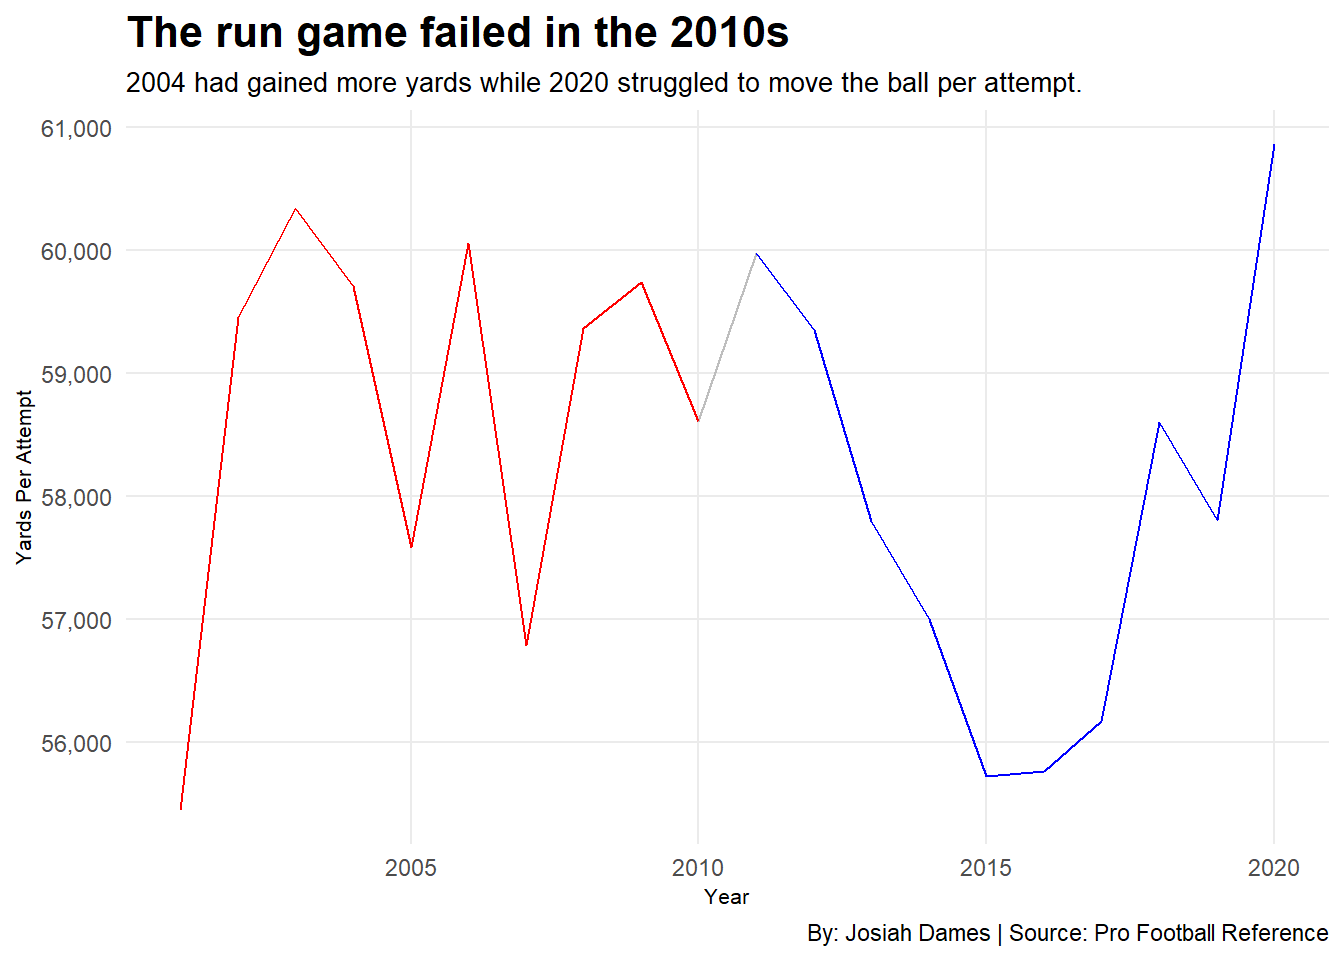 The run game failed in the 2010s
2004 had gained more yards while 2020 struggled to move the ball per attempt.
61,000
60,000
59,000
58,000
57,000
56,000
Yards Per Attempt
2005
2010
2015
2020
Year
By: Josiah Dames | Source: Pro Football Reference